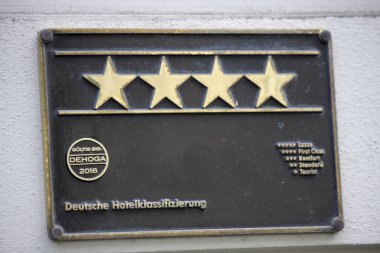 GÜLTIG BIS:
DEHOGA
2016
★★★★★ Luxus
★★★★ First Class
★★★ Komfort
★★ Standard
★ Tourist
Deutsche Hotelklassifizierung